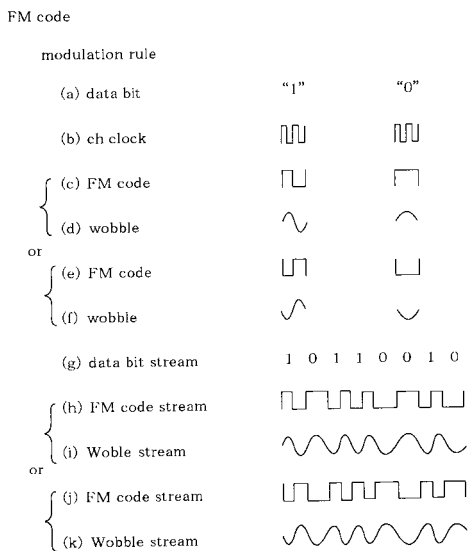 FM code
modulation rule
(a) data bit "1" "0"
(b) ch clock
(c) FM code
(d) wobble
or
(e) FM code
(f) wobble
(g) data bit stream 1 0 1 1 0 0 1 0
(h) FM code stream
(i) Woble stream
or
(j) FM code stream
(k) Wobble stream